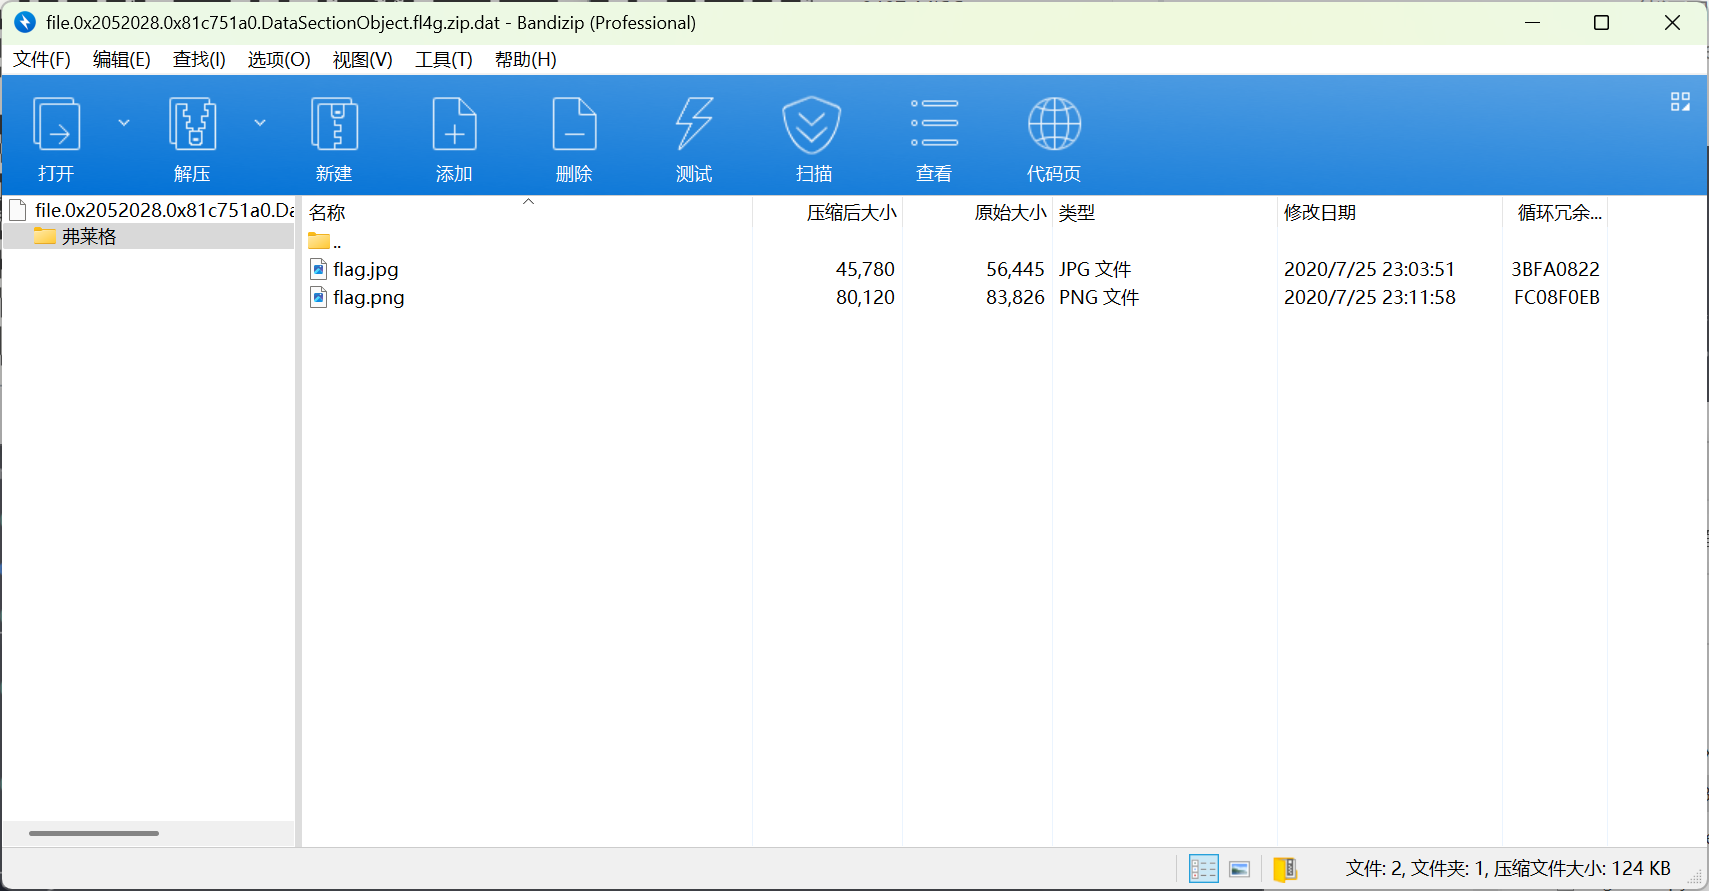 file.0x2052028.0x81c751a0.DataSectionObject.fl4g.zip.dat - Bandizip (Professional)
文件(F) 编辑(E) 查找(I) 选项(O) 视图(V) 工具(T) 帮助(H)
打开 解压 新建 添加 删除 测试 扫描 查看 代码页
file.0x2052028.0x81c751a0.Da
弗莱格
名称 压缩后大小 原始大小 类型 修改日期 循环冗余...
..
flag.jpg 45,780 56,445 JPG 文件 2020/7/25 23:03:51 3BFA0822
flag.png 80,120 83,826 PNG 文件 2020/7/25 23:11:58 FC08F0EB
文件: 2, 文件夹: 1, 压缩文件大小: 124 KB